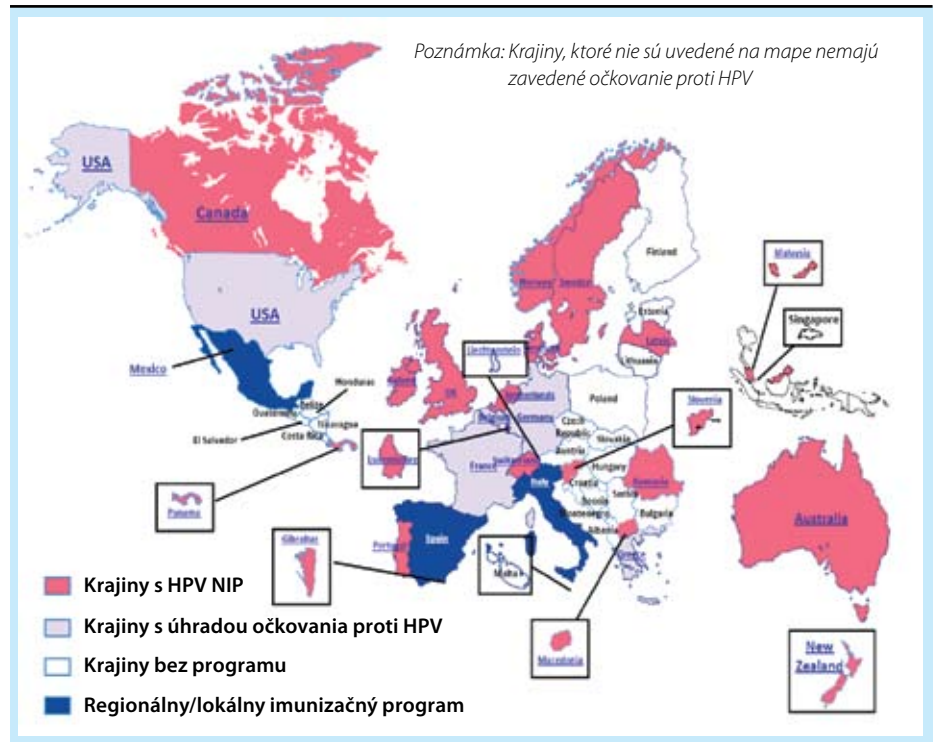 Poznámka: Krajiny, ktoré nie sú uvedené na mape nemajú
zavedené očkovanie proti HPV
USA
Canada
USA
Mexico
Honduras
Belize
Guatemala
Nicaragua
El Salvador
Costa Rica
Panama
Finland
Norway
Sweden
Estonia
Latvia
Lithuania
Liechtenstein
Ireland
UK
Netherlands
Belgium
Germany
Poland
Czech
Republic
Slovakia
Austria
Luxembourg
France
Switzerland
Hungary
Slovenia
Croatia
Romania
Italy
Bosnia
Serbia
Montenegro
Bulgaria
Albania
Greece
Portugal
Spain
Gibraltar
Malta
Macedonia
Malaysia
Singapore
Australia
New
Zealand
Krajiny s HPV NIP
Krajiny s úhradou očkovania proti HPV
Krajiny bez programu
Regionálny/lokálny imunizačný program